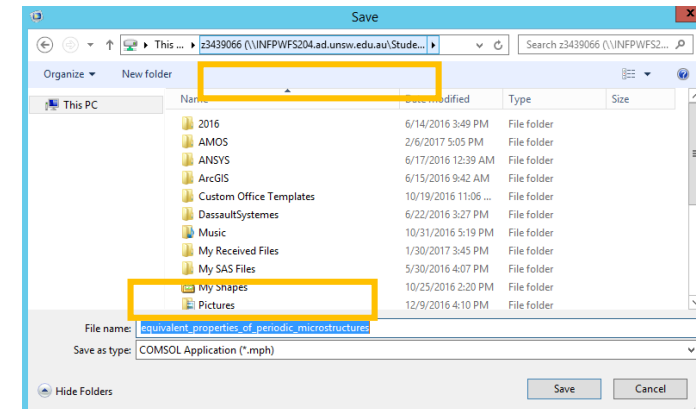 Save
x
This ... z3439066 (\\INFPWFS204.ad.unsw.edu.au\Stude... Search z3439066 (\\INFPWFS2...
Organize New folder
This PC
Name Date modified Type Size
2016 6/14/2016 3:49 PM File folder
AMOS 2/6/2017 5:05 PM File folder
ANSYS 6/17/2016 12:39 AM File folder
ArcGIS 6/15/2016 9:42 AM File folder
Custom Office Templates 10/19/2016 11:06 ... File folder
DassaultSystemes 6/22/2016 3:27 PM File folder
Music 10/31/2016 5:19 PM File folder
My Received Files 1/30/2017 3:45 PM File folder
My SAS Files 5/30/2016 4:07 PM File folder
My Shapes 10/25/2016 2:20 PM File folder
Pictures 12/9/2016 4:10 PM File folder
File name: equivalent_properties_of_periodic_microstructures
Save as type: COMSOL Application (*.mph)
Hide Folders Save Cancel